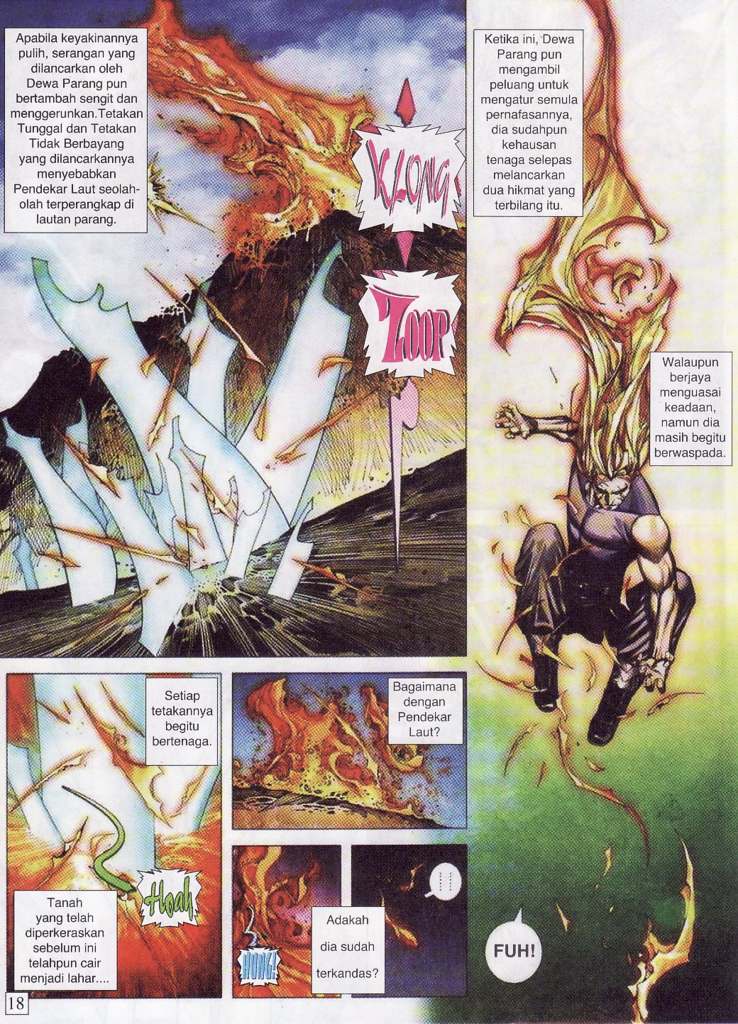 Apabila keyakinannya
pulih, serangan yang
dilancarkan oleh
Dewa Parang pun
bertambah sengit dan
menggerunkan.Tetakan
Tunggal dan Tetakan
Tidak Berbayang
yang dilancarkannya
menyebabkan
Pendekar Laut seolah-
olah terperangkap di
lautan parang.
KLONG
ZOOP
Ketika ini, Dewa
Parang pun
mengambil
peluang untuk
mengatur semula
pernafasannya,
dia sudahpun
kehausan
tenaga selepas
melancarkan
dua hikmat yang
terbilang itu.
Walaupun
berjaya
menguasai
keadaan,
namun dia
masih begitu
berwaspada.
Setiap
tetakannya
begitu
bertenaga.
Hoah
Tanah
yang telah
diperkeraskan
sebelum ini
telahpun cair
menjadi lahar....
Bagaimana
dengan
Pendekar
Laut?
HONG!
Adakah
dia sudah
terkandas?
FUH!
18